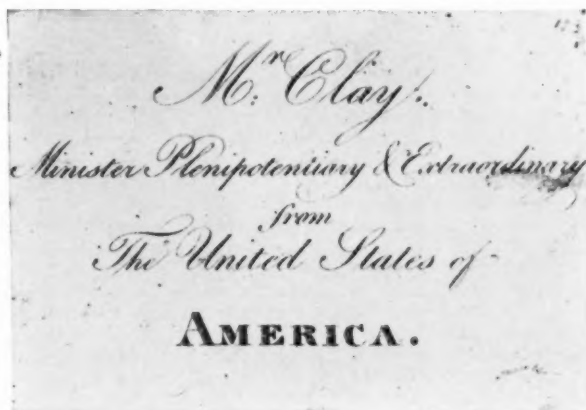 Mr. Clay.
Minister Plenipotentiary & Extraordinary
from
The United States of
AMERICA.